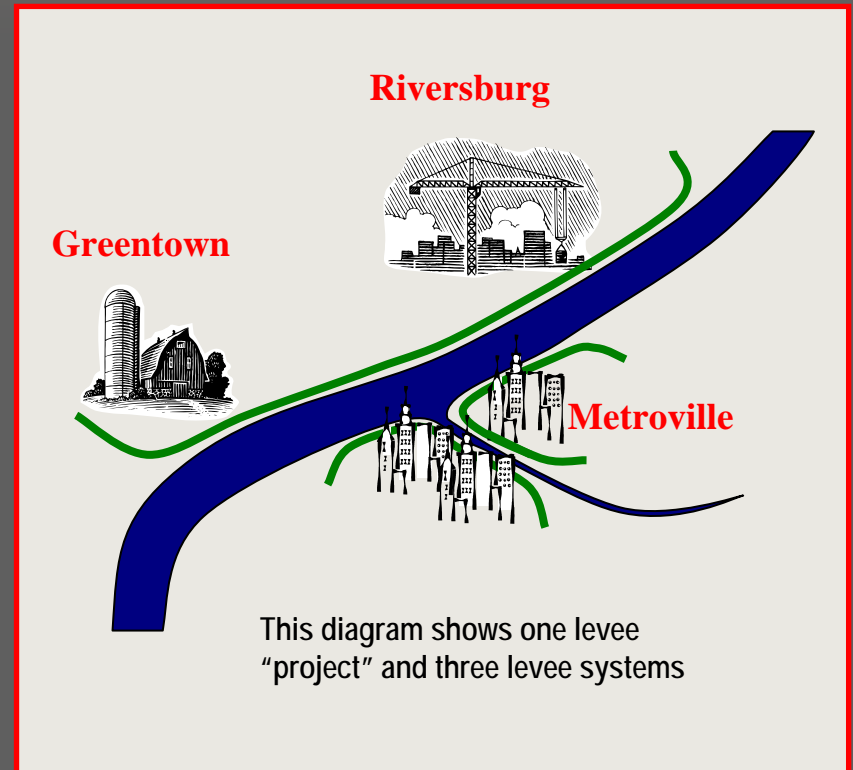 Riversburg
Greentown
Metroville
This diagram shows one levee
“project” and three levee systems